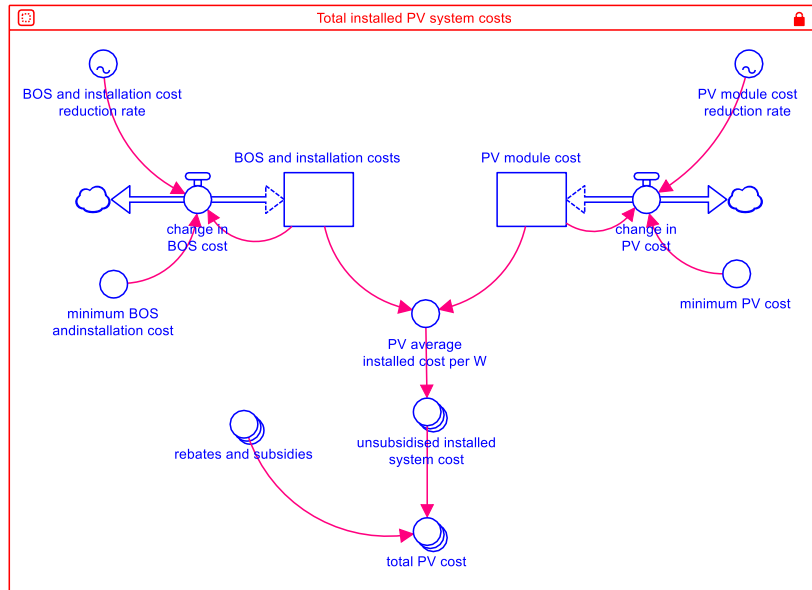 Total installed PV system costs
BOS and installation cost
reduction rate
PV module cost
reduction rate
BOS and installation costs
PV module cost
change in
BOS cost
change in
PV cost
minimum BOS
andinstallation cost
minimum PV cost
PV average
installed cost per W
rebates and subsidies
unsubsidised installed
system cost
total PV cost